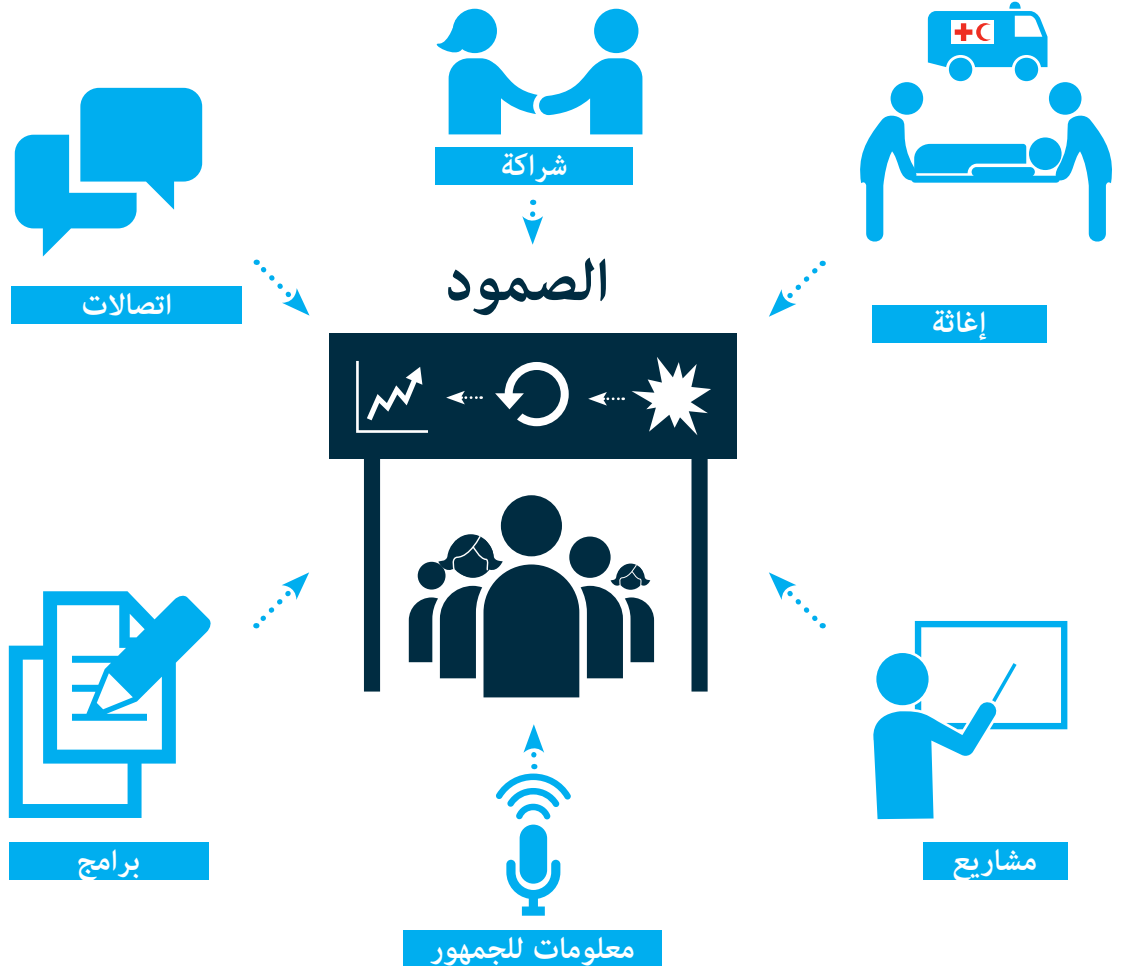 شراكة
اتصالات
إغاثة
الصمود
برامج
مشاريع
معلومات للجمهور